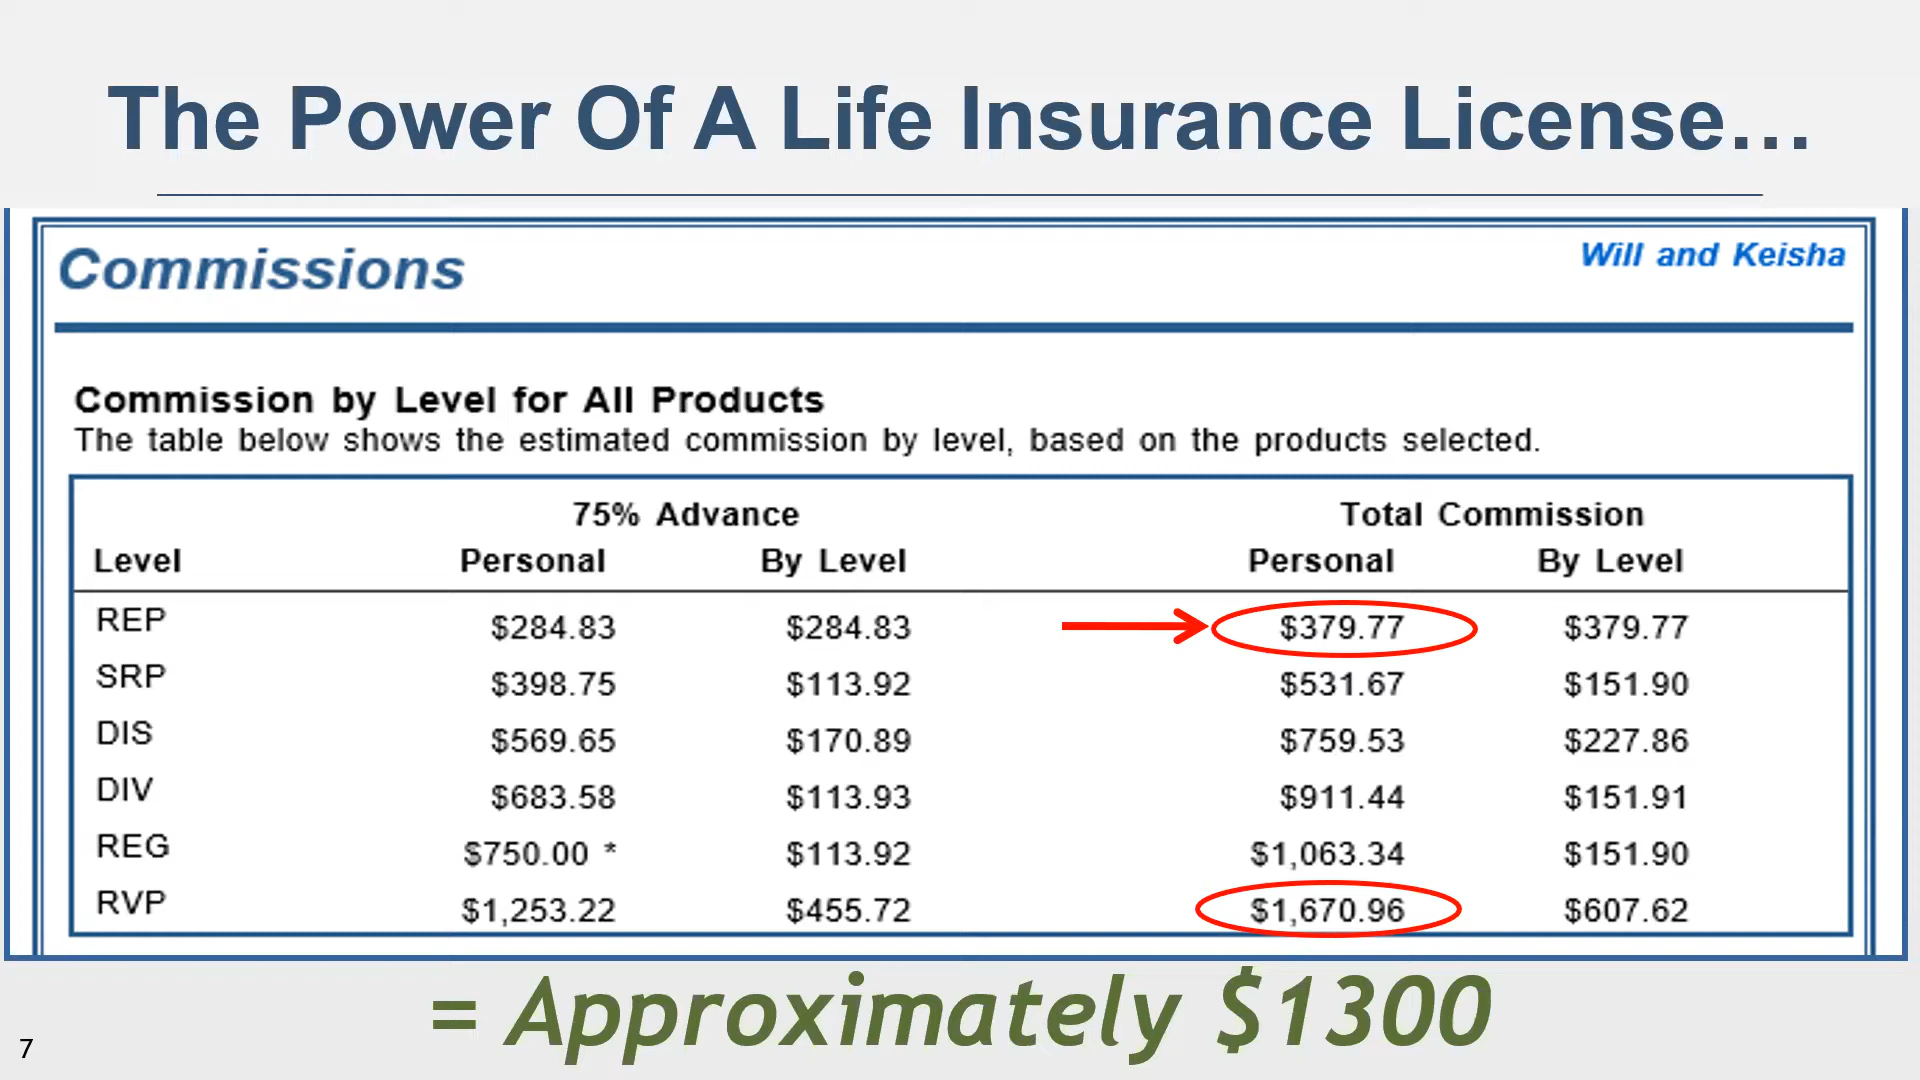 The Power Of A Life Insurance License…
Commissions
Will and Keisha
Commission by Level for All Products
The table below shows the estimated commission by level, based on the products selected.
75% Advance Total Commission
Level Personal By Level Personal By Level
REP $284.83 $284.83 $379.77 $379.77
SRP $398.75 $113.92 $531.67 $151.90
DIS $569.65 $170.89 $759.53 $227.86
DIV $683.58 $113.93 $911.44 $151.91
REG $750.00 * $113.92 $1,063.34 $151.90
RVP $1,253.22 $455.72 $1,670.96 $607.62
= Approximately $1300
7